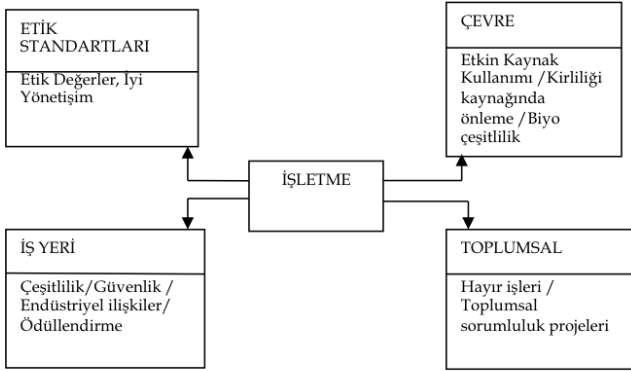 ETİK
STANDARTLARI
Etik Değerler, İyi
Yönetişim
ÇEVRE
Etkin Kaynak
Kullanımı /Kirliliği
kaynağında
önleme /Biyo
çeşitlilik
İŞLETME
İŞ YERİ
Çeşitlilik/Güvenlik /
Endüstriyel ilişkiler/
Ödüllendirme
TOPLUMSAL
Hayır işleri /
Toplumsal
sorumluluk projeleri